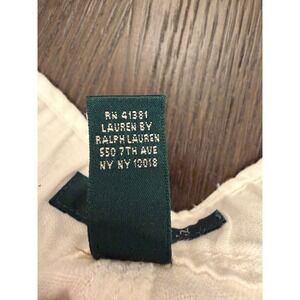 RN 41381
LAUREN BY
RALPH LAUREN
550 7TH AVE
NY NY 10018